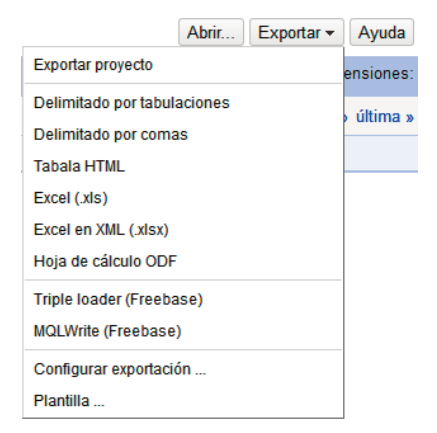 Abrir... Exportar Ayuda
Exportar proyecto
ensiones:
Delimitado por tabulaciones
última »
Delimitado por comas
Tabala HTML
Excel (.xls)
Excel en XML (.xlsx)
Hoja de cálculo ODF
Triple loader (Freebase)
MQLWrite (Freebase)
Configurar exportación ...
Plantilla ...